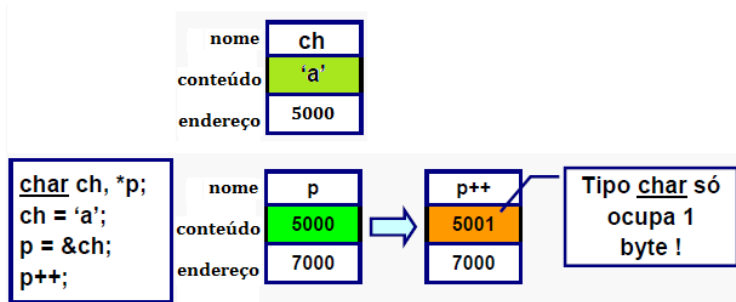 nome ch
conteúdo ‘a’
endereço 5000
char ch, *p;
ch = ‘a’;
p = &ch;
p++;
nome p p++
conteúdo 5000 5001
endereço 7000 7000
Tipo char só
ocupa 1
byte !